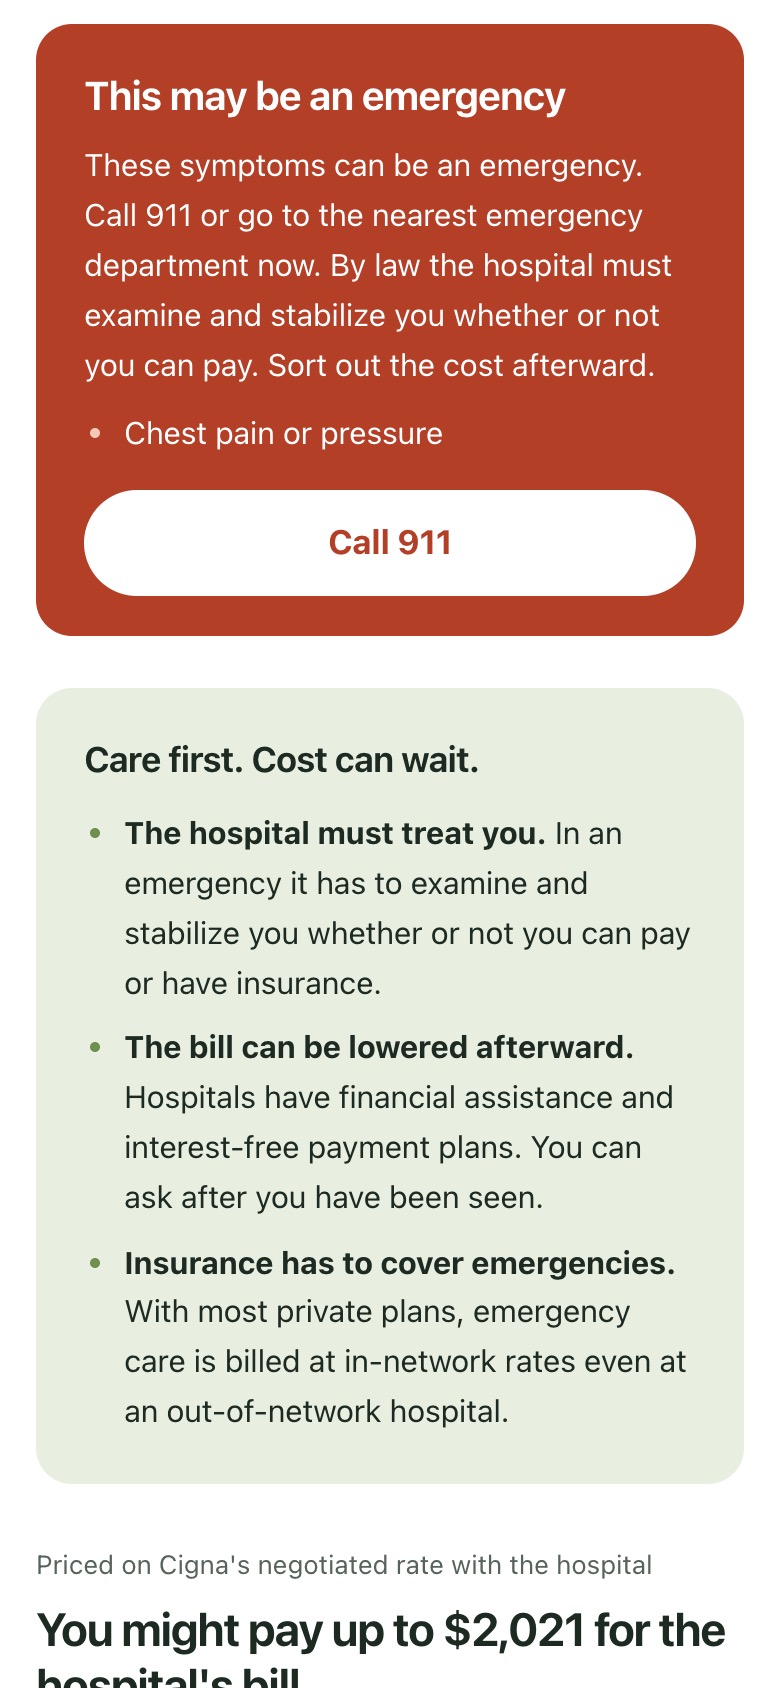 This may be an emergency
These symptoms can be an emergency.
Call 911 or go to the nearest emergency
department now. By law the hospital must
examine and stabilize you whether or not
you can pay. Sort out the cost afterward.
• Chest pain or pressure
Call 911
Care first. Cost can wait.
• The hospital must treat you. In an
emergency it has to examine and
stabilize you whether or not you can pay
or have insurance.
• The bill can be lowered afterward.
Hospitals have financial assistance and
interest-free payment plans. You can
ask after you have been seen.
• Insurance has to cover emergencies.
With most private plans, emergency
care is billed at in-network rates even at
an out-of-network hospital.
Priced on Cigna's negotiated rate with the hospital
You might pay up to $2,021 for the
hospital's bill